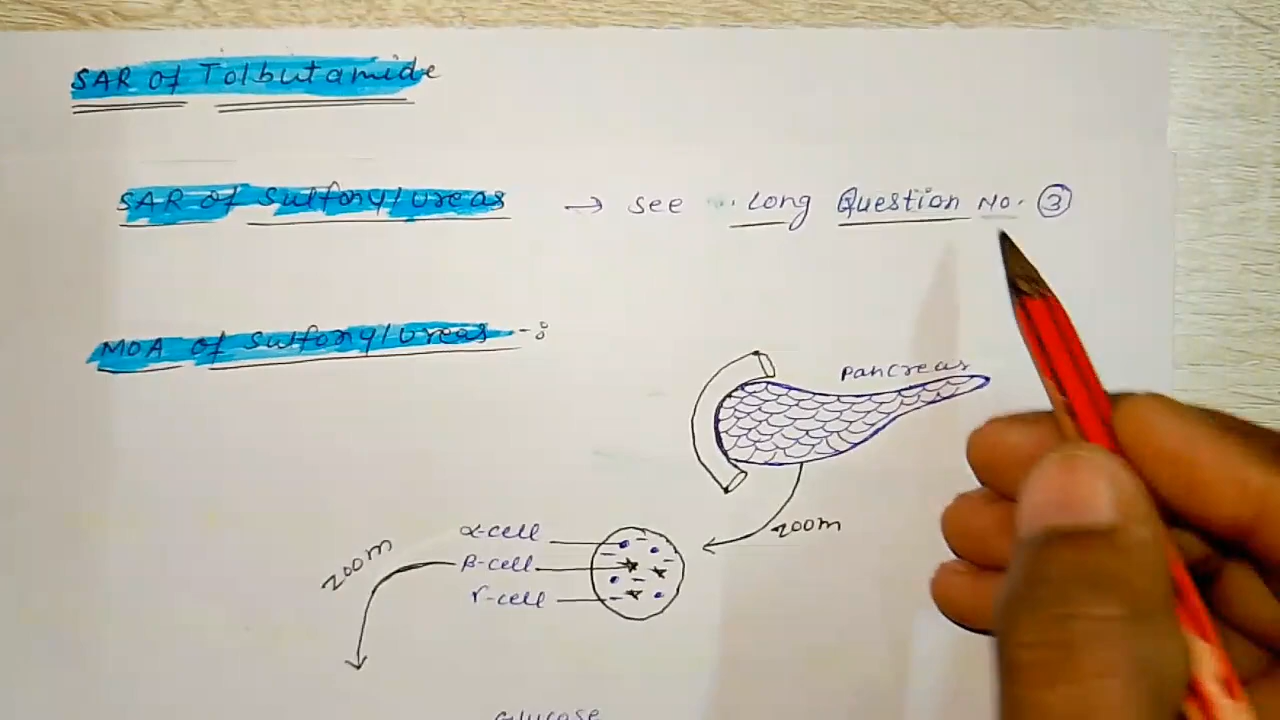 SAR of Tolbutamide
SAR of Sulfonylureas → see Long Question No. ③
MOA of Sulfonylureas -:
Pancreas
zoom
α-cell
zoom
β-cell
r-cell
Glucose